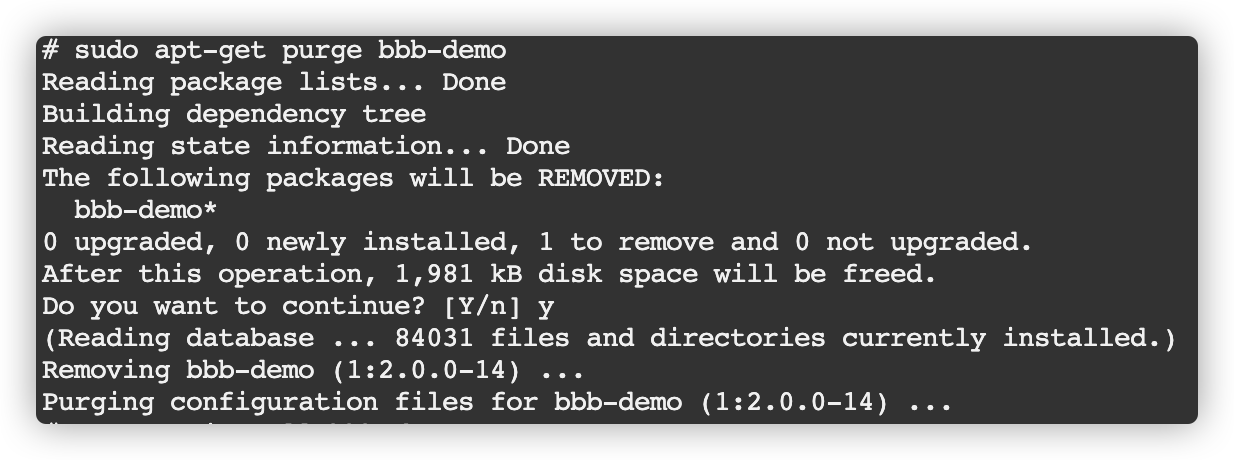 # sudo apt-get purge bbb-demo
Reading package lists... Done
Building dependency tree
Reading state information... Done
The following packages will be REMOVED:
  bbb-demo*
0 upgraded, 0 newly installed, 1 to remove and 0 not upgraded.
After this operation, 1,981 kB disk space will be freed.
Do you want to continue? [Y/n] y
(Reading database ... 84031 files and directories currently installed.)
Removing bbb-demo (1:2.0.0-14) ...
Purging configuration files for bbb-demo (1:2.0.0-14) ...